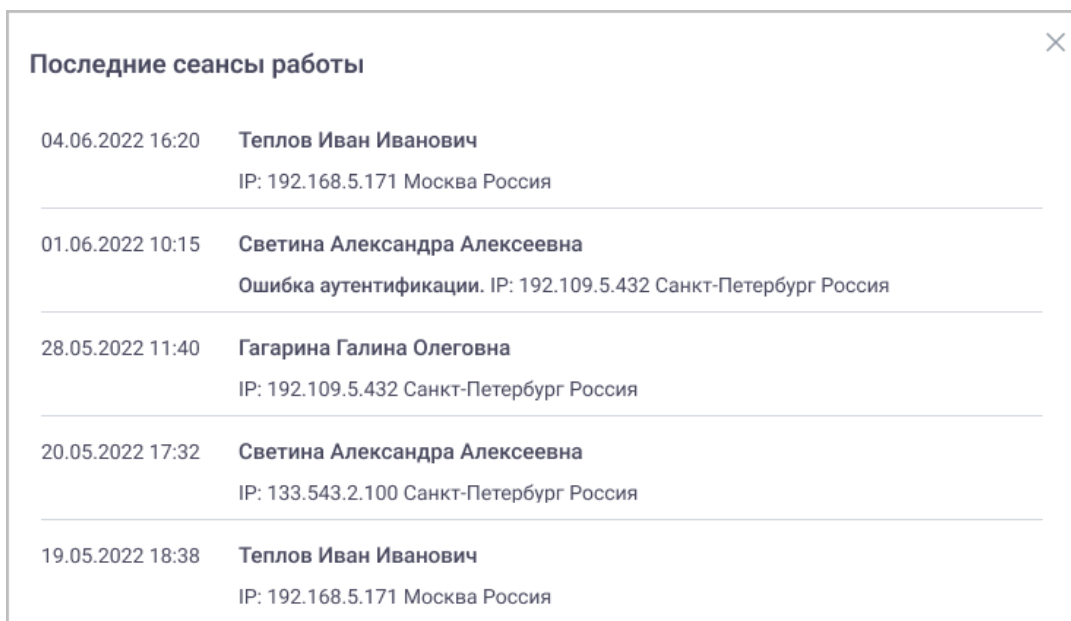 Последние сеансы работы
04.06.2022 16:20 Теплов Иван Иванович
IP: 192.168.5.171 Москва Россия
01.06.2022 10:15 Светина Александра Алексеевна
Ошибка аутентификации. IP: 192.109.5.432 Санкт-Петербург Россия
28.05.2022 11:40 Гагарина Галина Олеговна
IP: 192.109.5.432 Санкт-Петербург Россия
20.05.2022 17:32 Светина Александра Алексеевна
IP: 133.543.2.100 Санкт-Петербург Россия
19.05.2022 18:38 Теплов Иван Иванович
IP: 192.168.5.171 Москва Россия